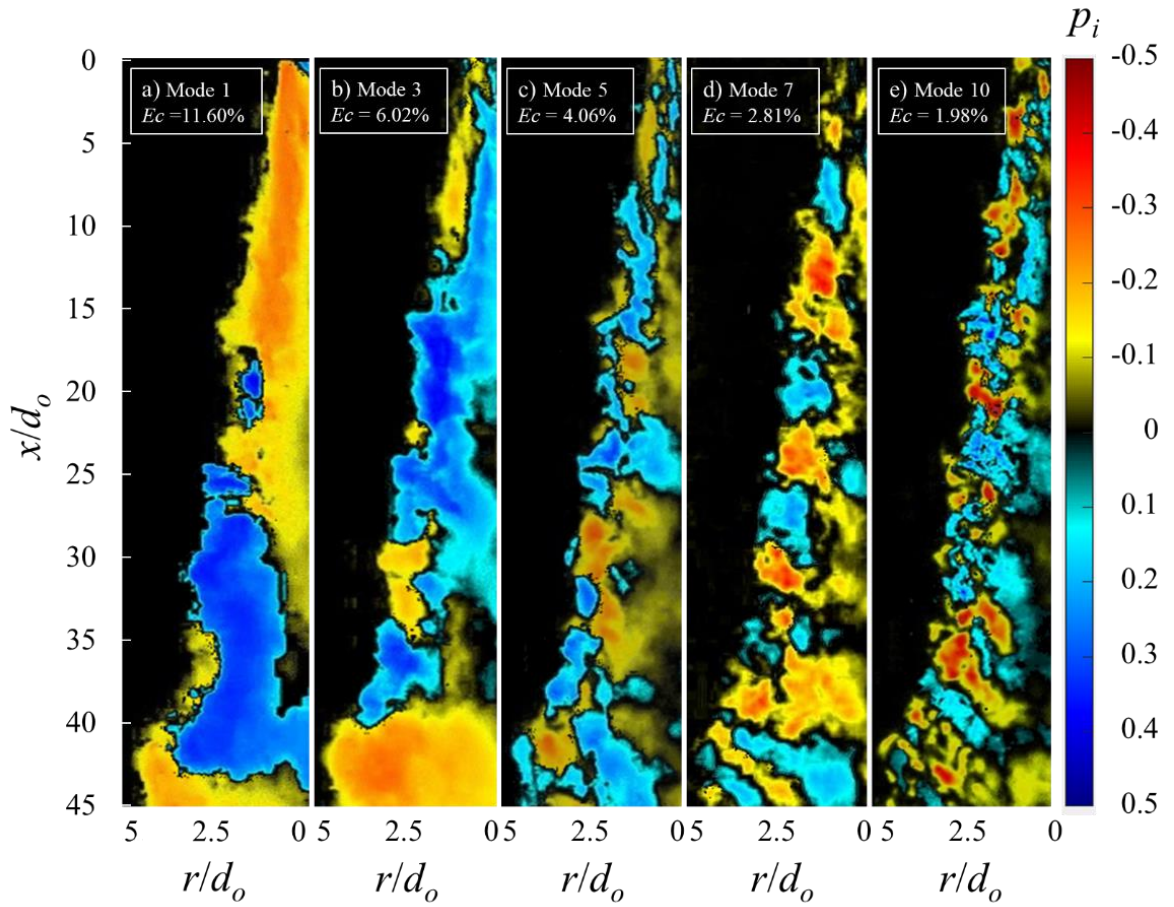 p_i
a) Mode 1
Ec =11.60%
b) Mode 3
Ec = 6.02%
c) Mode 5
Ec = 4.06%
d) Mode 7
Ec = 2.81%
e) Mode 10
Ec = 1.98%
0
5
10
15
20
25
30
35
40
45
x/d_o
-0.5
-0.4
-0.3
-0.2
-0.1
0
0.1
0.2
0.3
0.4
0.5
5 2.5 0 5 2.5 0 5 2.5 0 5 2.5 0 5 2.5 0
r/d_o r/d_o r/d_o r/d_o r/d_o